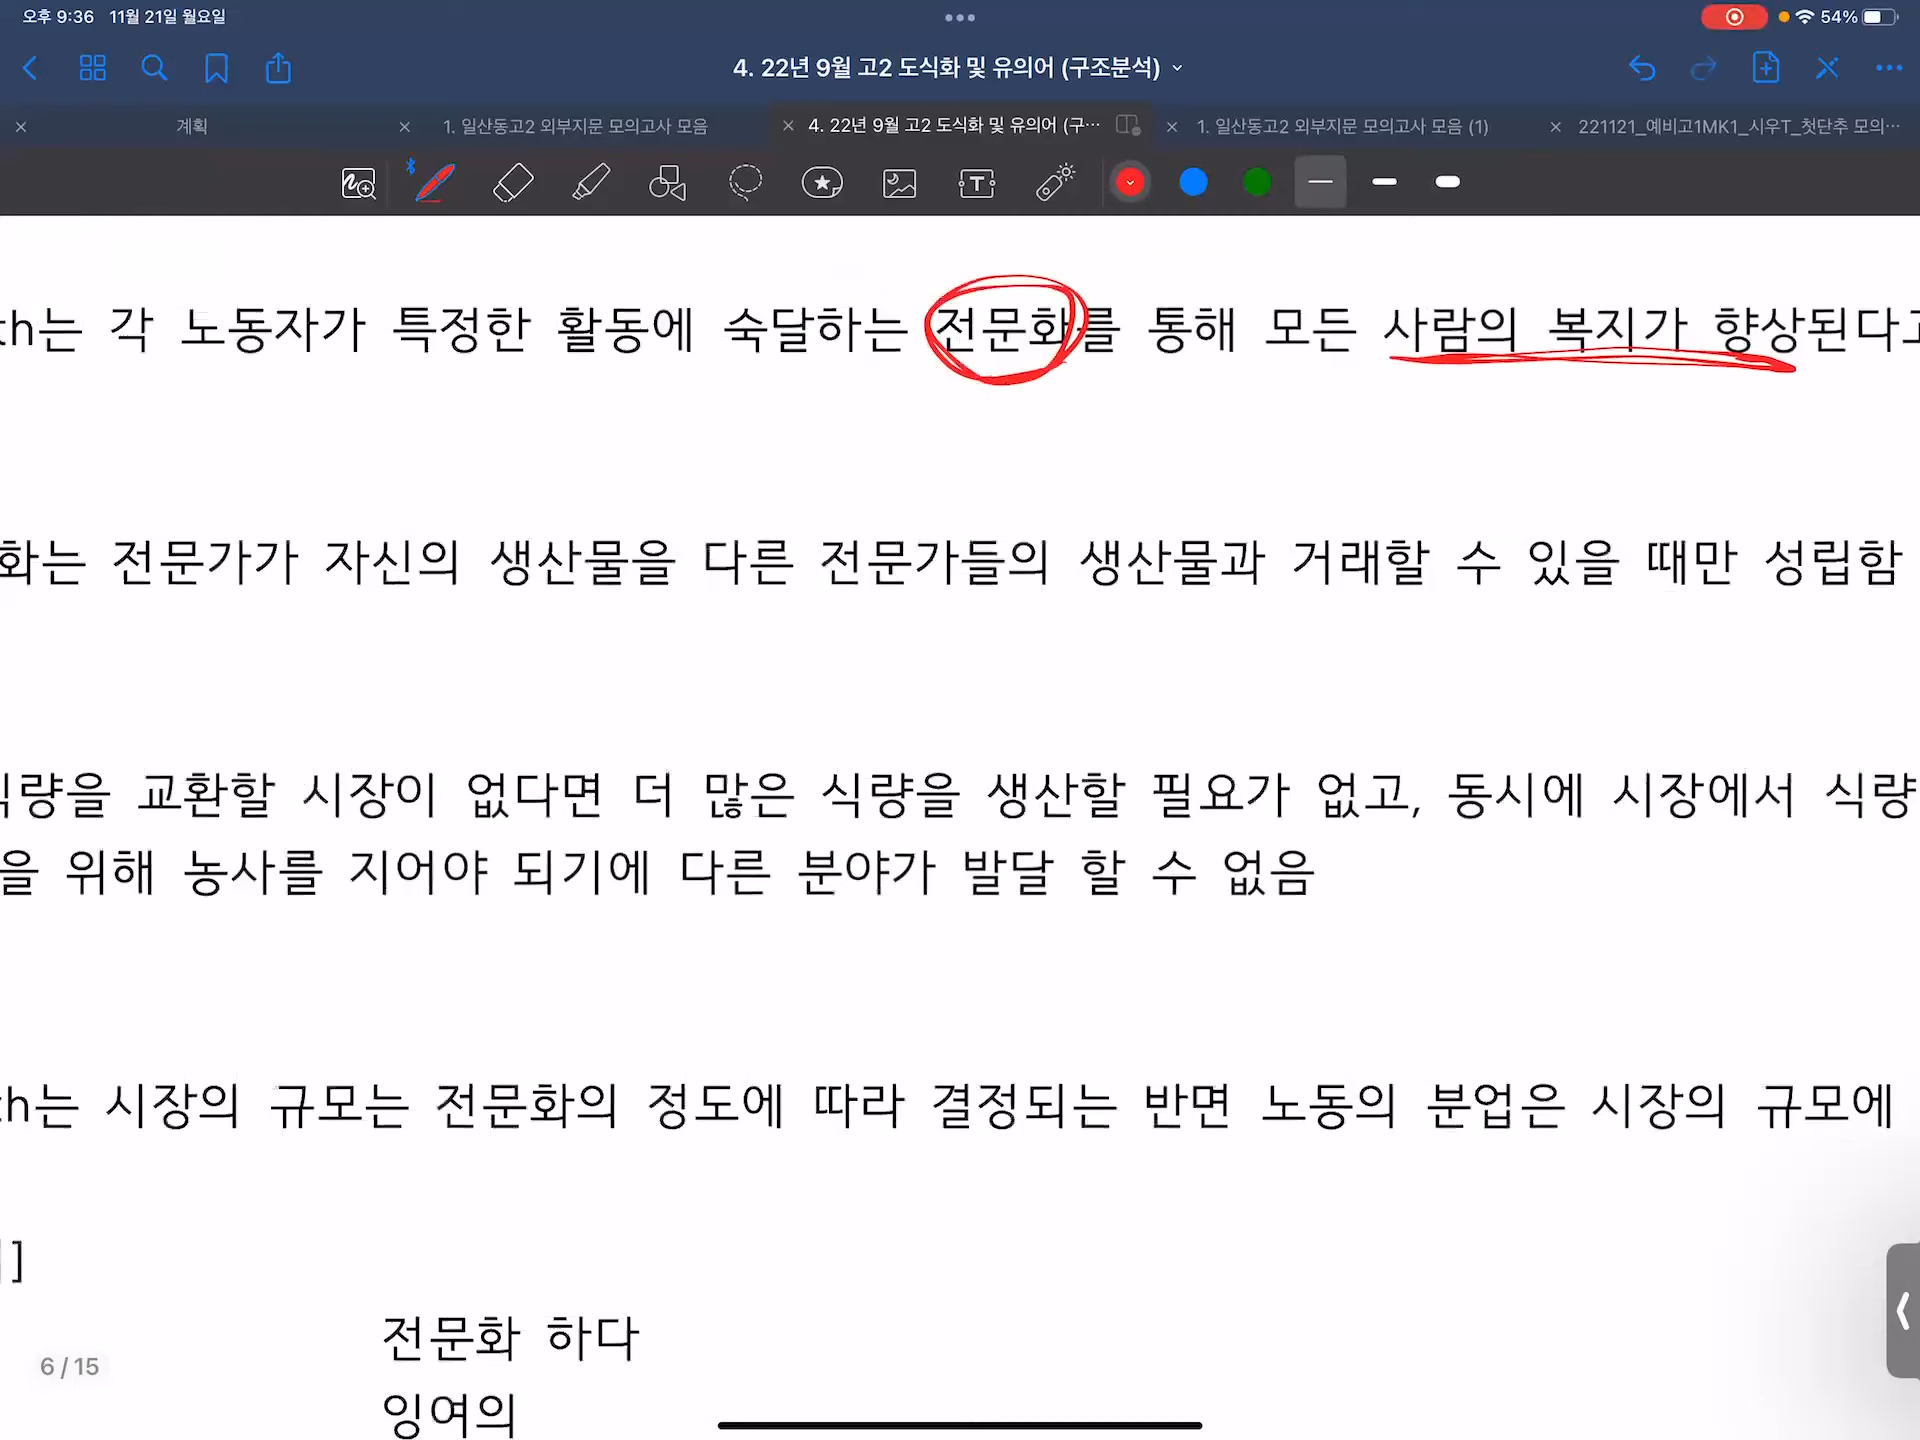 오후 9:36 11월 21일 월요일
54%
4. 22년 9월 고2 도식화 및 유의어 (구조분석)
계획
1. 일산동고2 외부지문 모의고사 모음
4. 22년 9월 고2 도식화 및 유의어 (구…
1. 일산동고2 외부지문 모의고사 모음 (1)
221121_예비고1MK1_시우T_첫단추 모의…
th는 각 노동자가 특정한 활동에 숙달하는 전문화를 통해 모든 사람의 복지가 향상된다고
화는 전문가가 자신의 생산물을 다른 전문가들의 생산물과 거래할 수 있을 때만 성립함
식량을 교환할 시장이 없다면 더 많은 식량을 생산할 필요가 없고, 동시에 시장에서 식량
을 위해 농사를 지어야 되기에 다른 분야가 발달 할 수 없음
th는 시장의 규모는 전문화의 정도에 따라 결정되는 반면 노동의 분업은 시장의 규모에
]
전문화 하다
6 / 15
잉여의